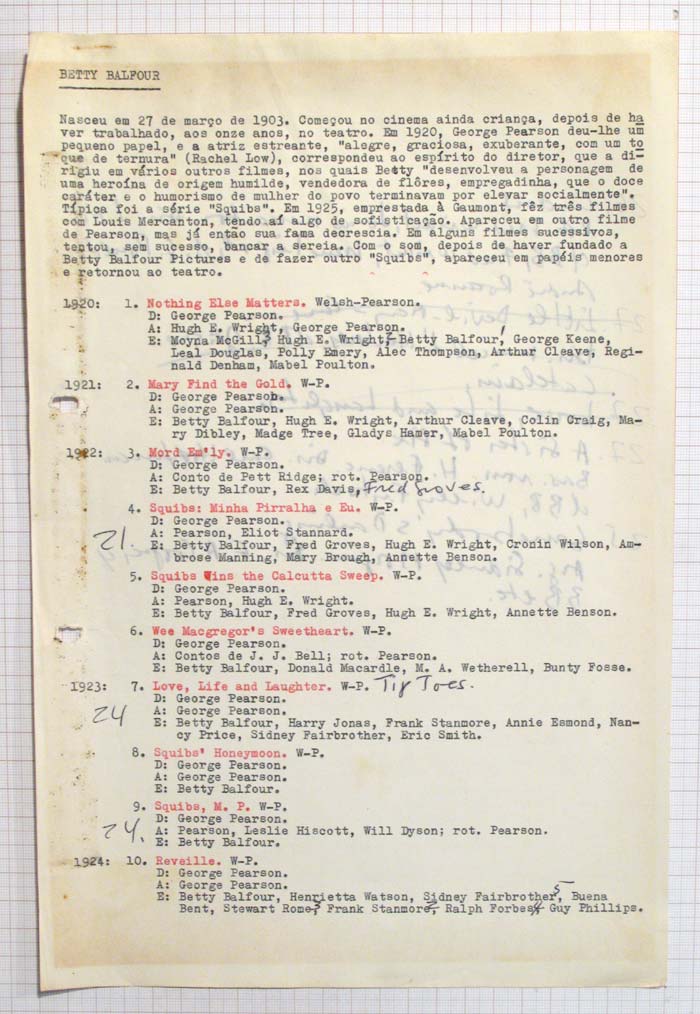 BETTY BALFOUR
Nasceu em 27 de março de 1903. Começou no cinema ainda criança, depois de ha
ver trabalhado, aos onze anos, no teatro. Em 1920, George Pearson deu-lhe um
pequeno papel, e a atriz estreante, "alegre, graciosa, exuberante, com um to
que de ternura" (Rachel Low), correspondeu ao espírito do diretor, que a di-
rigiu em vários outros filmes, nos quais Betty "desenvolveu a personagem de
uma heroína de origem humilde, vendedora de flôres, empregadinha, que o doce
caráter e o humorismo de mulher do povo terminavam por elevar socialmente".
Típica foi a série "Squibs". Em 1925, emprestada à Gaumont, fêz três filmes
com Louis Mercanton, tendo aí algo de sofisticação. Apareceu em outro filme
de Pearson, mas já então sua fama decrescia. Em alguns filmes sucessivos,
tentou, sem sucesso, bancar a sereia. Com o som, depois de haver fundado a
Betty Balfour Pictures e de fazer outro "Squibs", apareceu em papéis menores
e retornou ao teatro.
1920: 1. Nothing Else Matters. Welsh-Pearson.
D: George Pearson.
A: Hugh E. Wright, George Pearson.
E: Moyna McGill, Hugh E. Wright, Betty Balfour, George Keene,
Leal Douglas, Polly Emery, Alec Thompson, Arthur Cleave, Regi-
nald Denham, Mabel Poulton.
1921: 2. Mary Find the Gold. W-P.
D: George Pearson.
A: George Pearson.
E: Betty Balfour, Hugh E. Wright, Arthur Cleave, Colin Craig, Ma-
ry Dibley, Madge Tree, Gladys Hamer, Mabel Poulton.
1922: 3. Mord Em'ly. W-P.
D: George Pearson.
A: Conto de Pett Ridge; rot. Pearson.
E: Betty Balfour, Rex Davis, Fred Groves.
4. Squibs: Minha Pirralha e Eu. W-P.
D: George Pearson.
A: Pearson, Eliot Stannard.
21. E: Betty Balfour, Fred Groves, Hugh E. Wright, Cronin Wilson, Am-
brose Manning, Mary Brough, Annette Benson.
5. Squibs Wins the Calcutta Sweep. W-P.
D: George Pearson.
A: Pearson, Hugh E. Wright.
E: Betty Balfour, Fred Groves, Hugh E. Wright, Annette Benson.
6. Wee Macgregor's Sweetheart. W-P.
D: George Pearson.
A: Contos de J. J. Bell; rot. Pearson.
E: Betty Balfour, Donald Macardle, M. A. Wetherell, Bunty Fosse.
1923: 7. Love, Life and Laughter. W-P. Tip Toes.
D: George Pearson.
24 A: George Pearson.
E: Betty Balfour, Harry Jonas, Frank Stanmore, Annie Esmond, Nan-
cy Price, Sidney Fairbrother, Eric Smith.
8. Squibs' Honeymoon. W-P.
D: George Pearson.
A: George Pearson.
E: Betty Balfour.
9. Squibs, M. P. W-P.
D: George Pearson.
24. A: Pearson, Leslie Hiscott, Will Dyson; rot. Pearson.
E: Betty Balfour.
1924: 10. Reveille. W-P.
D: George Pearson.
A: George Pearson.
E: Betty Balfour, Henrietta Watson, Sidney Fairbrother, 5 Buena
Bent, Stewart Rome, 3 Frank Stanmore, Ralph Forbes, 4 Guy Phillips.